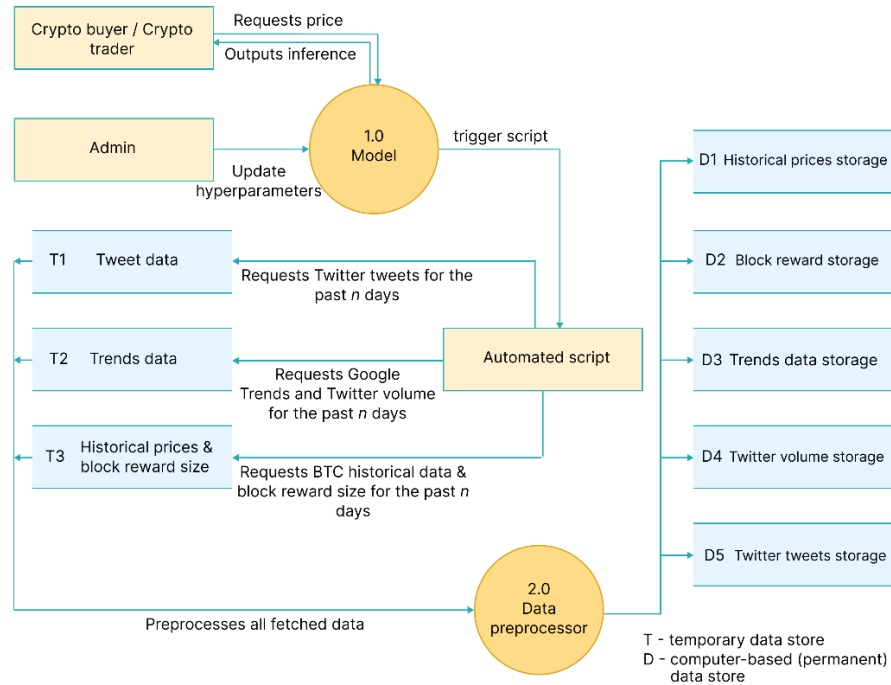 Crypto buyer / Crypto
trader
Requests price
Outputs inference
Admin
Update
hyperparameters
1.0
Model
trigger script
T1 Tweet data
Requests Twitter tweets for the
past n days
T2 Trends data
Requests Google
Trends and Twitter volume
for the past n days
T3 Historical prices &
block reward size
Requests BTC historical data &
block reward size for the past n
days
Automated script
D1 Historical prices storage
D2 Block reward storage
D3 Trends data storage
D4 Twitter volume storage
D5 Twitter tweets storage
Preprocesses all fetched data
2.0
Data
preprocessor
T - temporary data store
D - computer-based (permanent)
data store